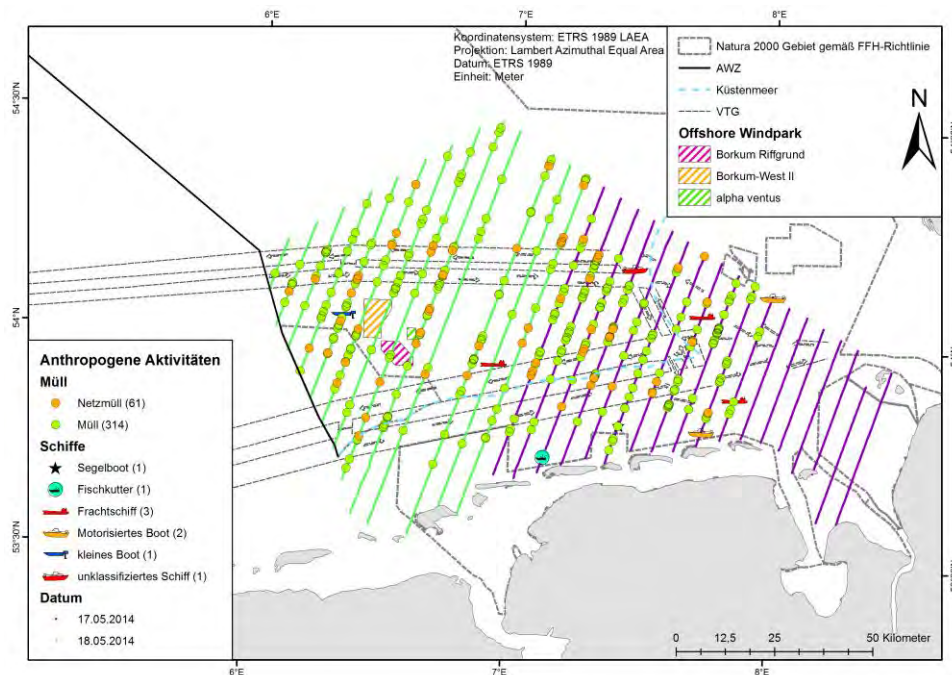 6°E
7°E
8°E
Koordinatensystem: ETRS 1989 LAEA
Projektion: Lambert Azimuthal Equal Area
Datum: ETRS 1989
Einheit: Meter
Natura 2000 Gebiet gemäß FFH-Richtlinie
AWZ
Küstenmeer
VTG
Offshore Windpark
Borkum Riffgrund
Borkum-West II
alpha ventus
N
54°30'N
54°N
54°N
53°30'N
Anthropogene Aktivitäten
Müll
Netzmüll (61)
Müll (314)
Schiffe
Segelboot (1)
Fischkutter (1)
Frachtschiff (3)
Motorisiertes Boot (2)
kleines Boot (1)
unklassifiziertes Schiff (1)
Datum
17.05.2014
18.05.2014
0 12,5 25 50 Kilometer
6°E
7°E
8°E